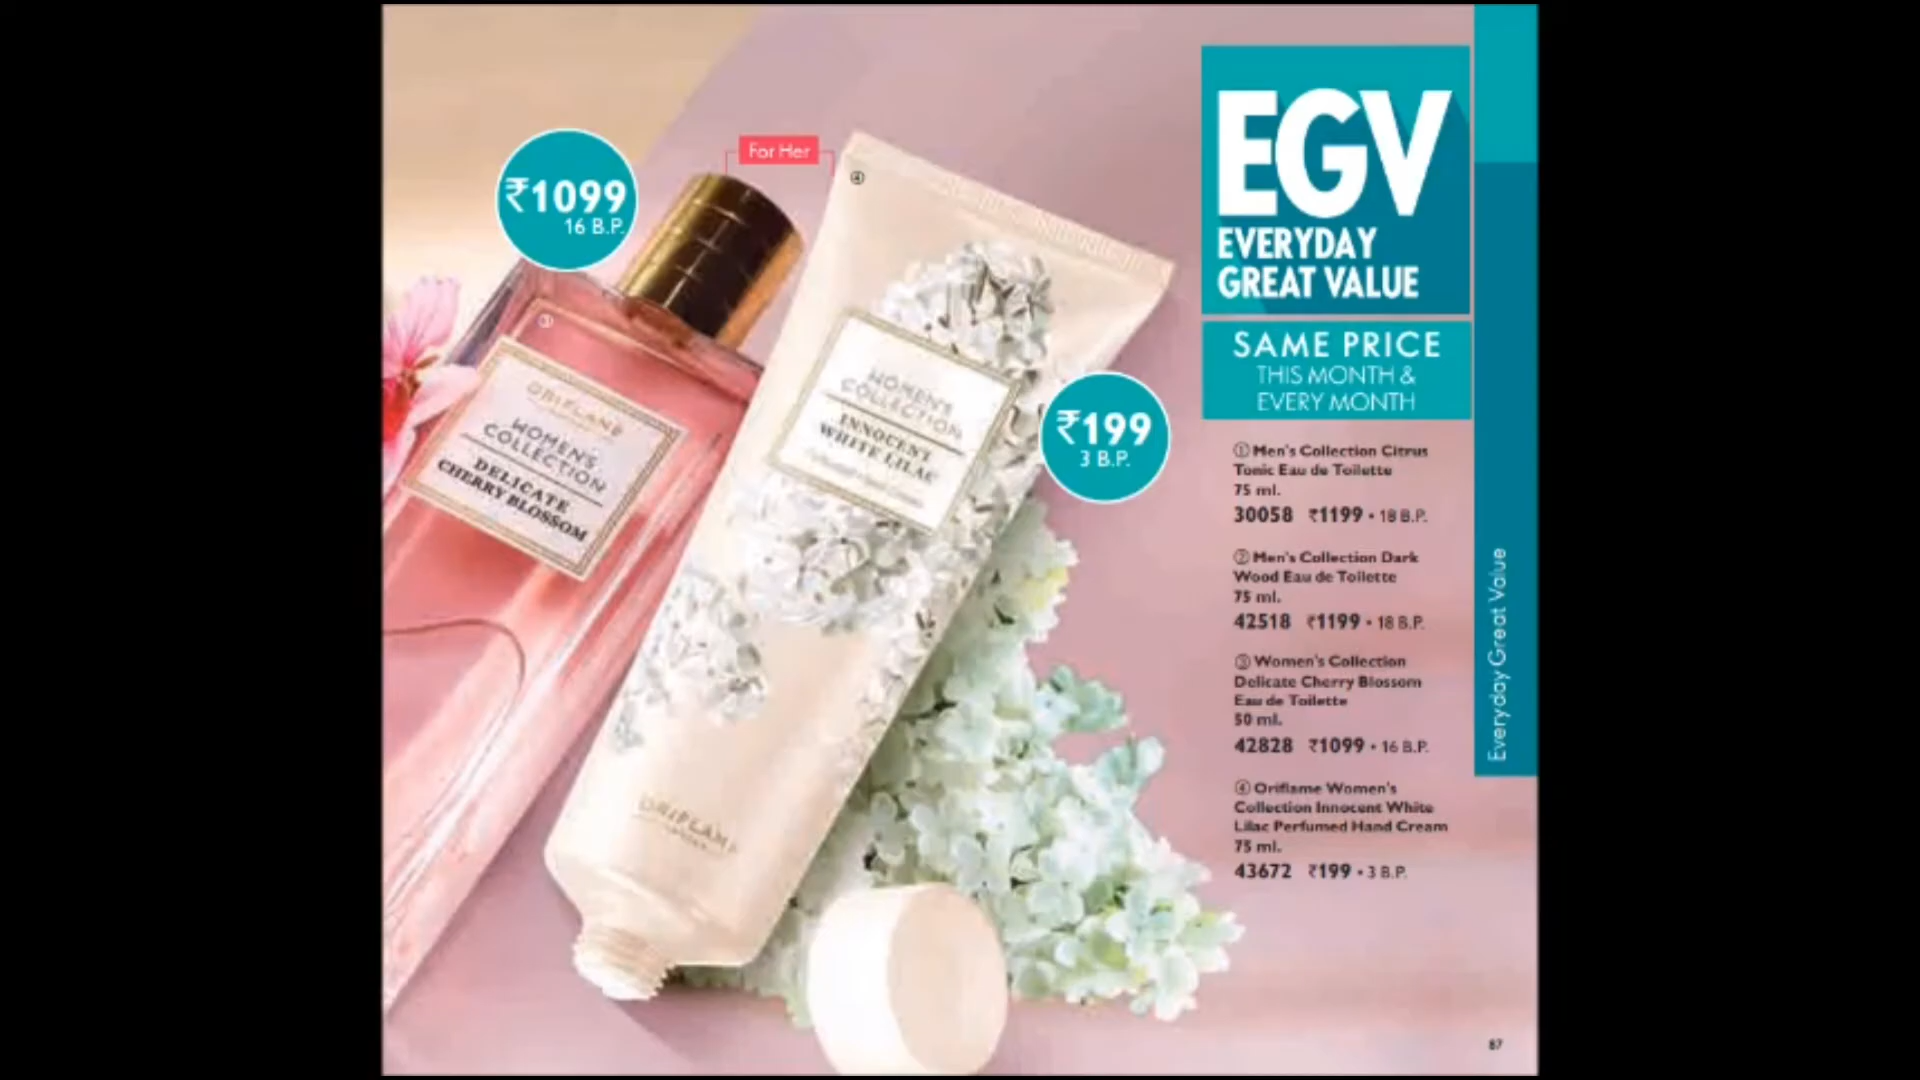 ₹1099
16 B.P.
For Her
④
③
ORIFLAME
WOMEN'S
COLLECTION
DELICATE
CHERRY BLOSSOM
WOMEN'S
COLLECTION
INNOCENT
WHITE LILAC
₹199
3 B.P.
ORIFLAME
EGV
EVERYDAY
GREAT VALUE
SAME PRICE
THIS MONTH &
EVERY MONTH
① Men's Collection Citrus
Tonic Eau de Toilette
75 ml.
30058 ₹1199 • 18 B.P.
② Men's Collection Dark
Wood Eau de Toilette
75 ml.
42518 ₹1199 • 18 B.P.
③ Women's Collection
Delicate Cherry Blossom
Eau de Toilette
50 ml.
42828 ₹1099 • 16 B.P.
④ Oriflame Women's
Collection Innocent White
Lilac Perfumed Hand Cream
75 ml.
43672 ₹199 • 3 B.P.
Everyday Great Value
87